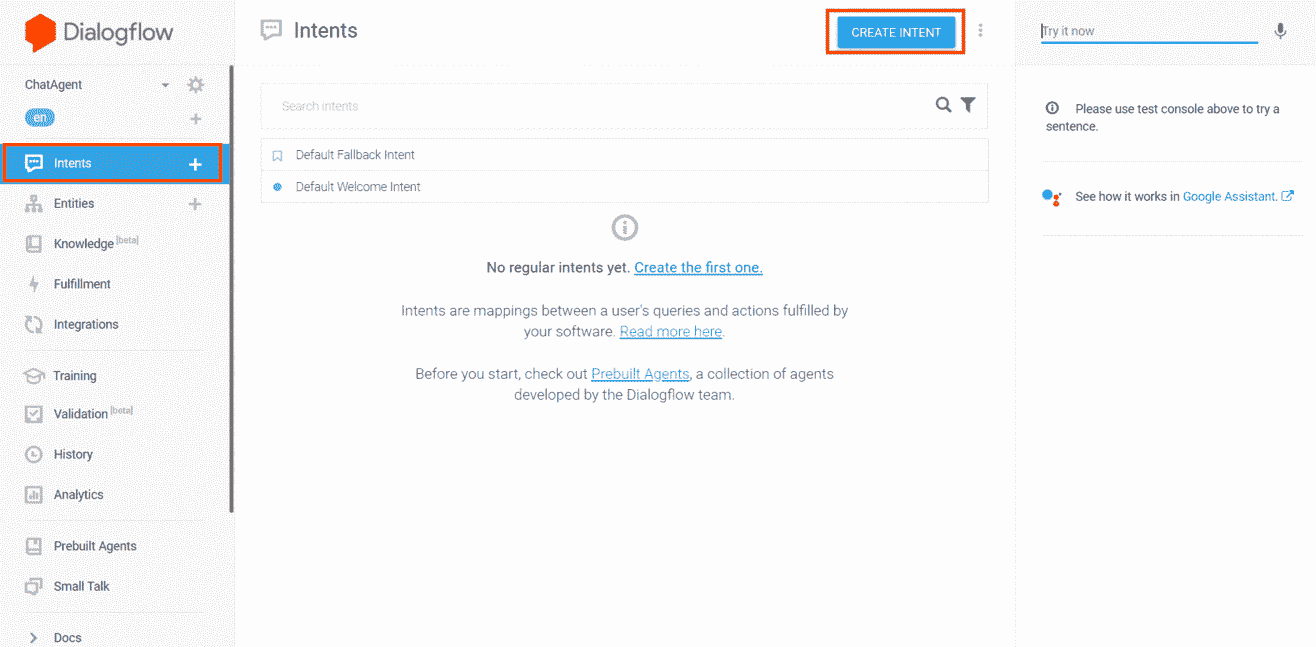 Dialogflow
ChatAgent
en
Intents
Entities
Knowledge [beta]
Fulfillment
Integrations
Training
Validation [beta]
History
Analytics
Prebuilt Agents
Small Talk
Docs
Intents
CREATE INTENT
Search intents
Default Fallback Intent
Default Welcome Intent
No regular intents yet. Create the first one.
Intents are mappings between a user's queries and actions fulfilled by
your software. Read more here.
Before you start, check out Prebuilt Agents, a collection of agents
developed by the Dialogflow team.
Try it now
Please use test console above to try a
sentence.
See how it works in Google Assistant.